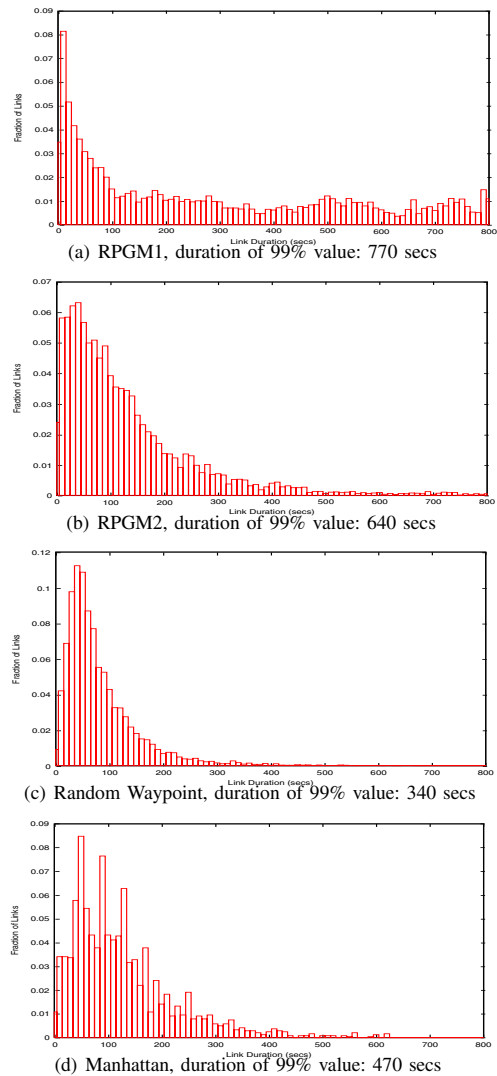 0.09
0.08
0.07
0.06
0.05
0.04
0.03
0.02
0.01
0
Fraction of Links
0 100 200 300 400 500 600 700 800
Link Duration (secs)
(a) RPGM1, duration of 99% value: 770 secs
0.07
0.06
0.05
0.04
0.03
0.02
0.01
0
Fraction of Links
0 100 200 300 400 500 600 700 800
Link Duration (secs)
(b) RPGM2, duration of 99% value: 640 secs
0.12
0.1
0.08
0.06
0.04
0.02
0
Fraction of Links
0 100 200 300 400 500 600 700 800
Link Duration (secs)
(c) Random Waypoint, duration of 99% value: 340 secs
0.09
0.08
0.07
0.06
0.05
0.04
0.03
0.02
0.01
0
Fraction of Links
0 100 200 300 400 500 600 700 800
Link Duration (secs)
(d) Manhattan, duration of 99% value: 470 secs